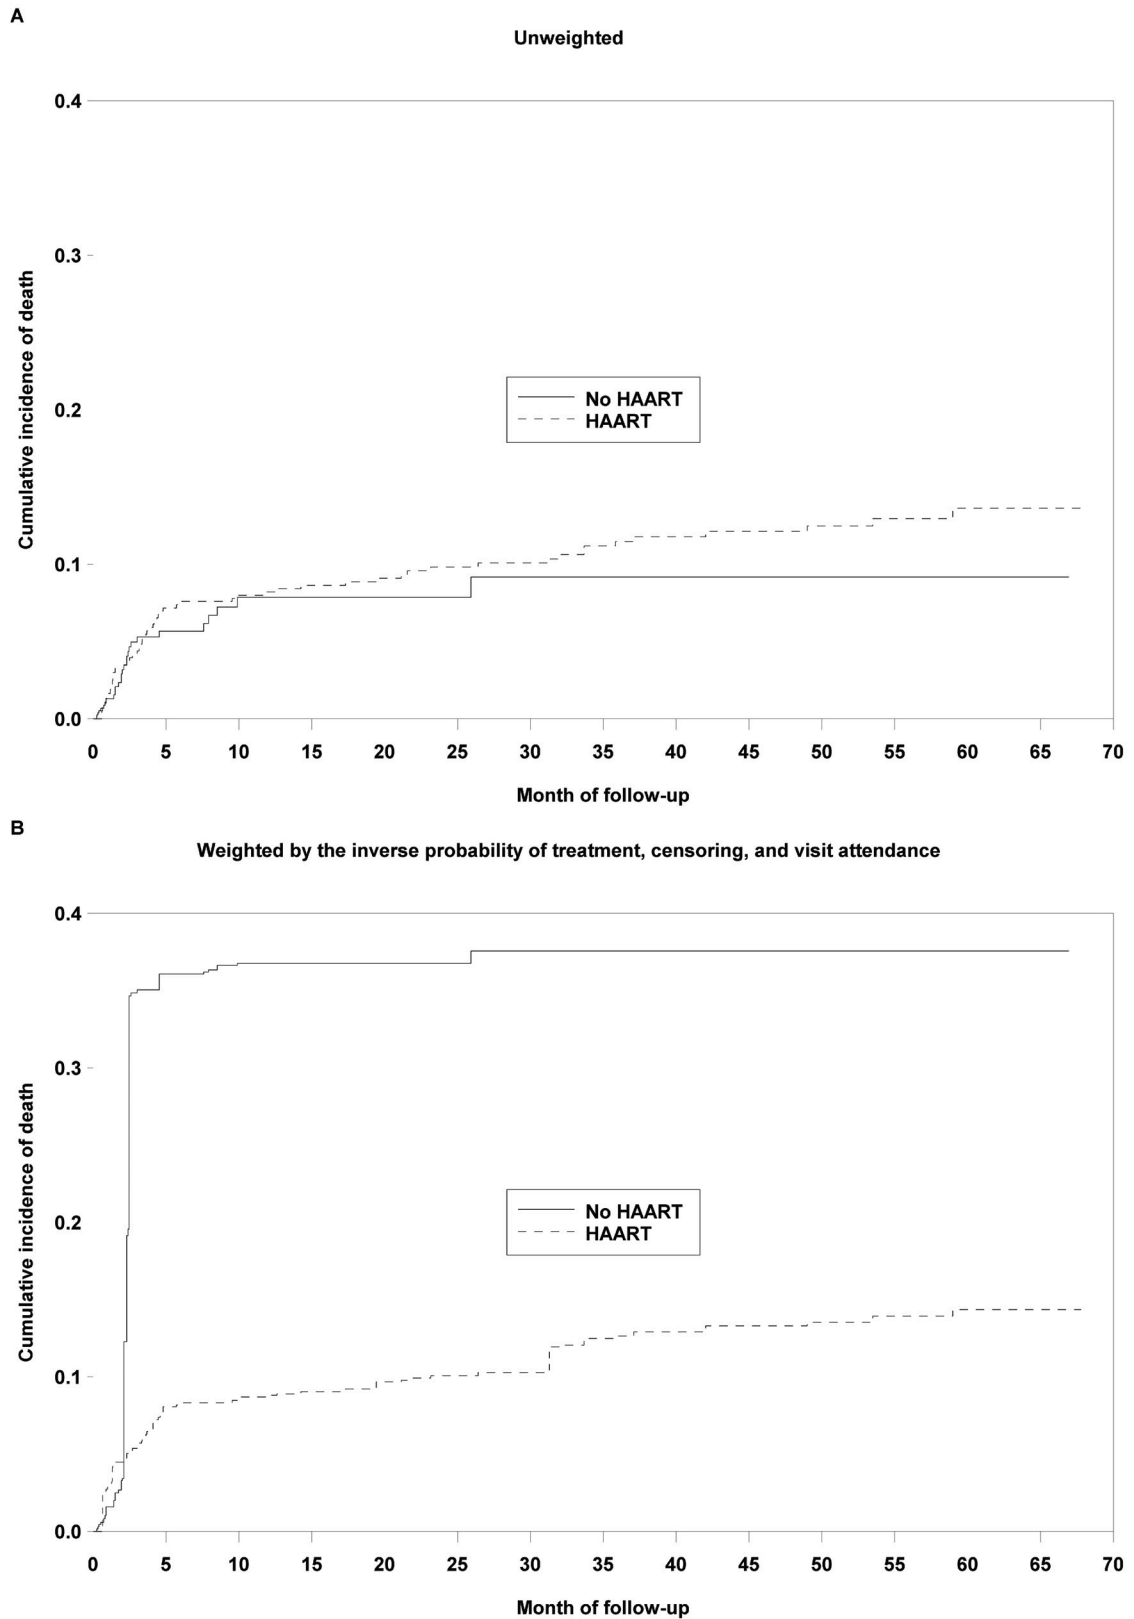 A
Unweighted
0.4
0.3
0.2
0.1
0.0
Cumulative incidence of death
No HAART
HAART
0 5 10 15 20 25 30 35 40 45 50 55 60 65 70
Month of follow-up
B
Weighted by the inverse probability of treatment, censoring, and visit attendance
0.4
0.3
0.2
0.1
0.0
Cumulative incidence of death
No HAART
HAART
0 5 10 15 20 25 30 35 40 45 50 55 60 65 70
Month of follow-up